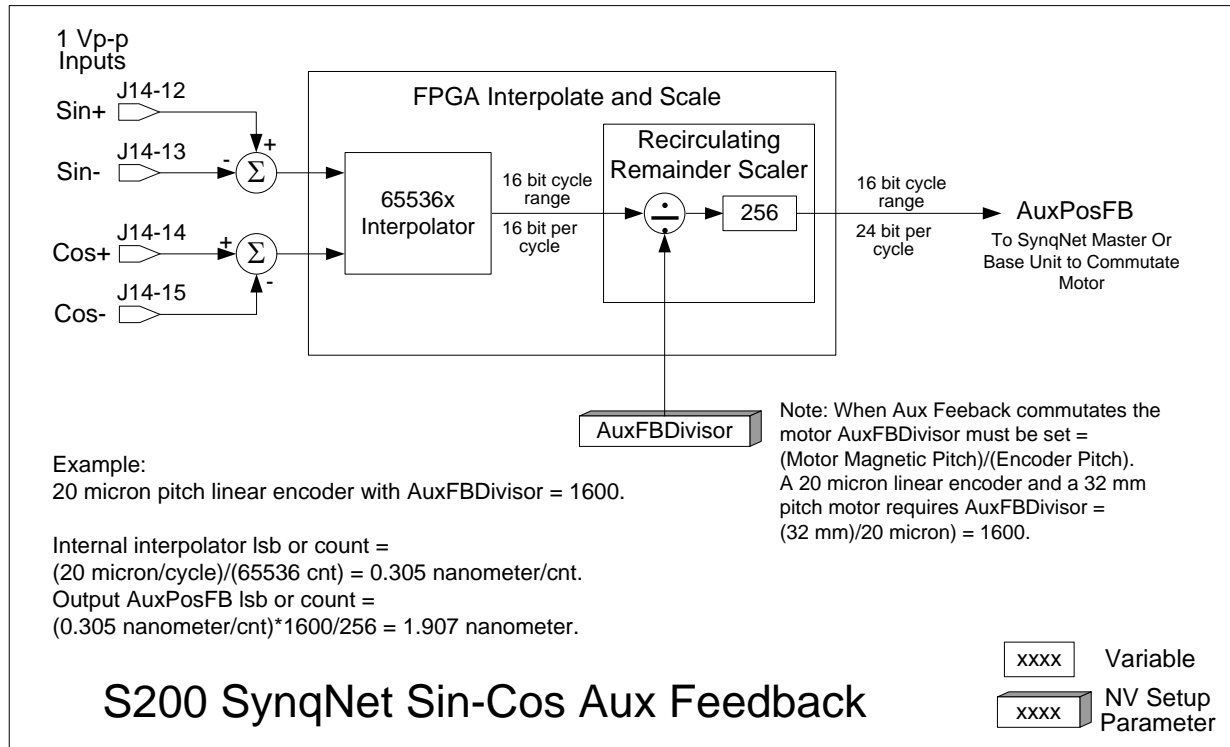 1 Vp-p
Inputs
J14-12
Sin+
J14-13
Sin-
J14-14
Cos+
J14-15
Cos-
+
-
Σ
+
Σ
-
FPGA Interpolate and Scale
65536x
Interpolator
16 bit cycle
range
16 bit per
cycle
Recirculating
Remainder Scaler
÷
256
16 bit cycle
range
24 bit per
cycle
AuxPosFB
To SynqNet Master Or
Base Unit to Commutate
Motor
AuxFBDivisor
Note: When Aux Feeback commutates the
motor AuxFBDivisor must be set =
(Motor Magnetic Pitch)/(Encoder Pitch).
A 20 micron linear encoder and a 32 mm
pitch motor requires AuxFBDivisor =
(32 mm)/20 micron) = 1600.
Example:
20 micron pitch linear encoder with AuxFBDivisor = 1600.
Internal interpolator lsb or count =
(20 micron/cycle)/(65536 cnt) = 0.305 nanometer/cnt.
Output AuxPosFB lsb or count =
(0.305 nanometer/cnt)*1600/256 = 1.907 nanometer.
S200 SynqNet Sin-Cos Aux Feedback
xxxx
Variable
xxxx
NV Setup
Parameter